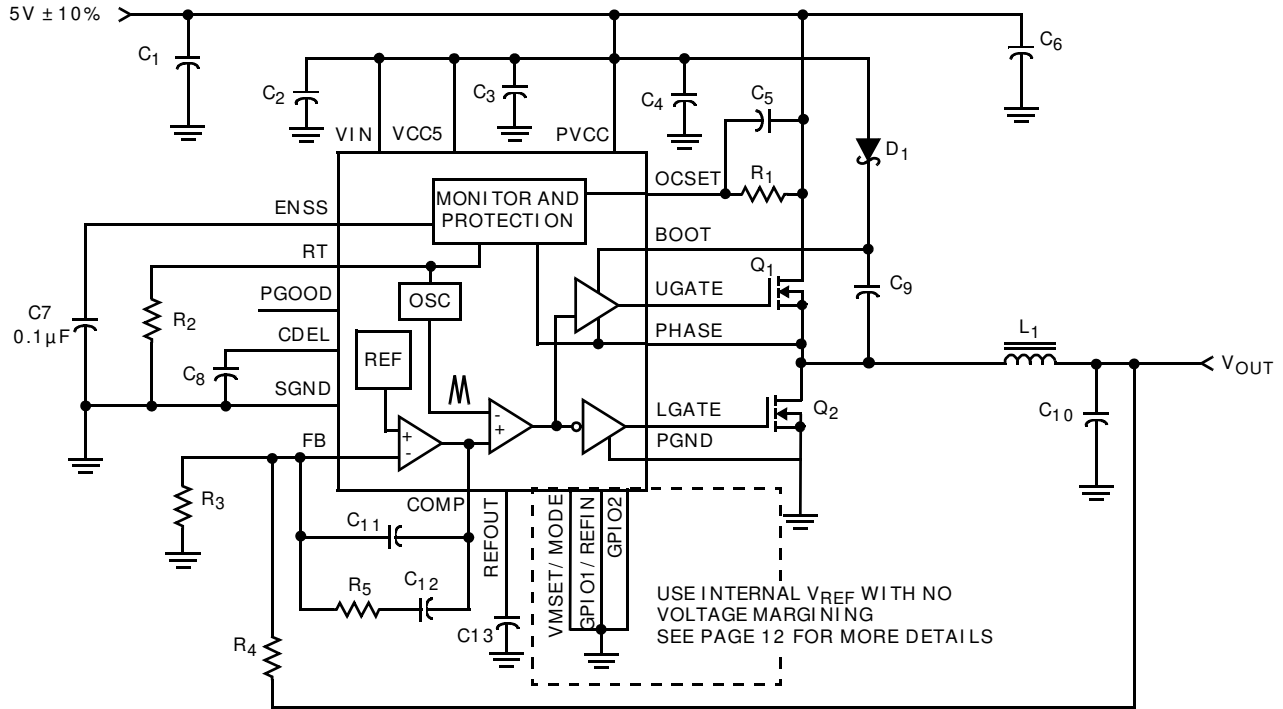 5V ±10%
C1
C2
C3
C4
C5
C6
VIN
VCC5
PVCC
D1
OCSET
R1
MONITOR AND
PROTECTION
ENSS
BOOT
RT
Q1
UGATE
C9
PGOOD
OSC
C7
0.1µF
R2
PHASE
L1
CDEL
REF
VOUT
C8
SGND
LGATE
Q2
C10
+
-
-
+
FB
PGND
R3
COMP
REFOUT
VMSET/ MODE
GPIO1/ REFIN
GPIO2
C11
R5
C12
C13
USE INTERNAL VREF WITH NO
VOLTAGE MARGINING
SEE PAGE 12 FOR MORE DETAILS
R4